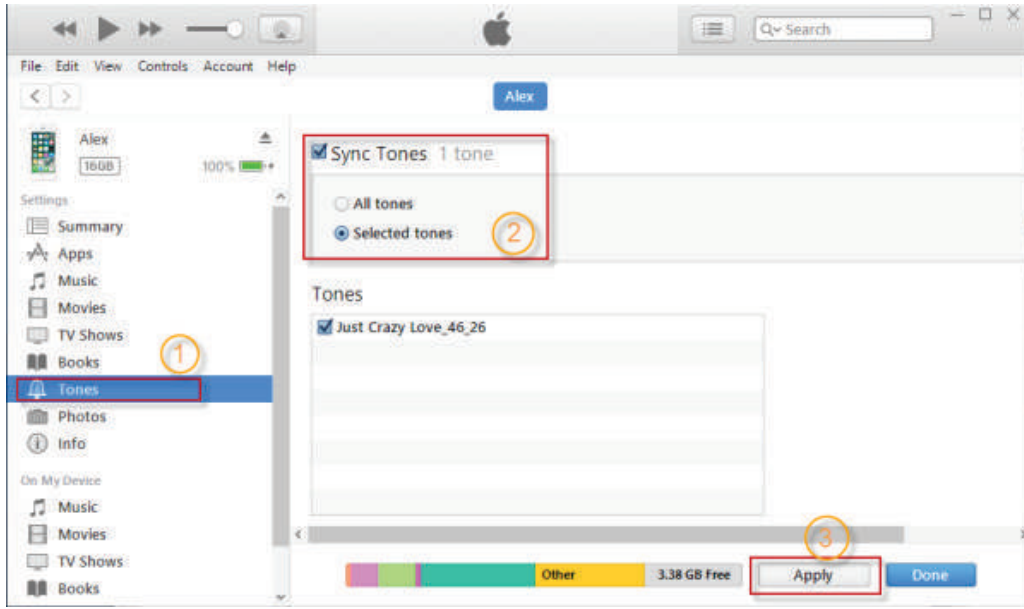 Search
File Edit View Controls Account Help
Alex
Alex
16GB 100%
Settings
Summary
Apps
Music
Movies
TV Shows
Books
Tones
Photos
Info
On My Device
Music
Movies
TV Shows
Books
1
Sync Tones 1 tone
All tones
Selected tones
2
Tones
Just Crazy Love_46_26
3
Other
3.38 GB Free
Apply
Done